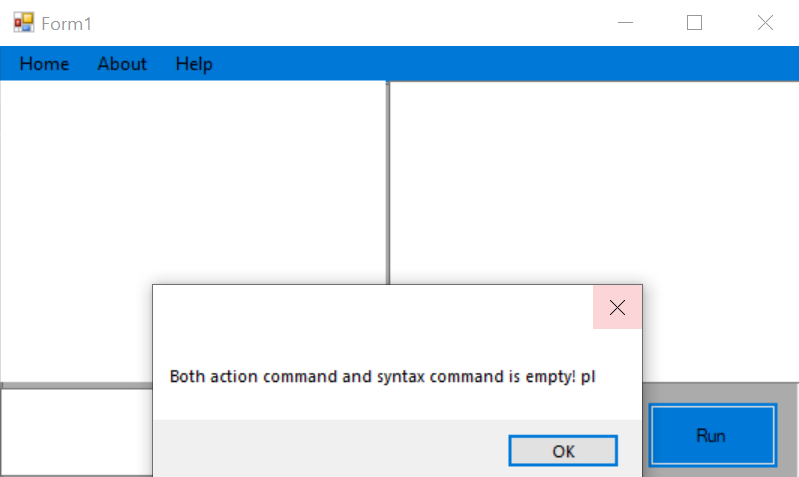 Form1
Home About Help
Both action command and syntax command is empty! pl
OK
Run